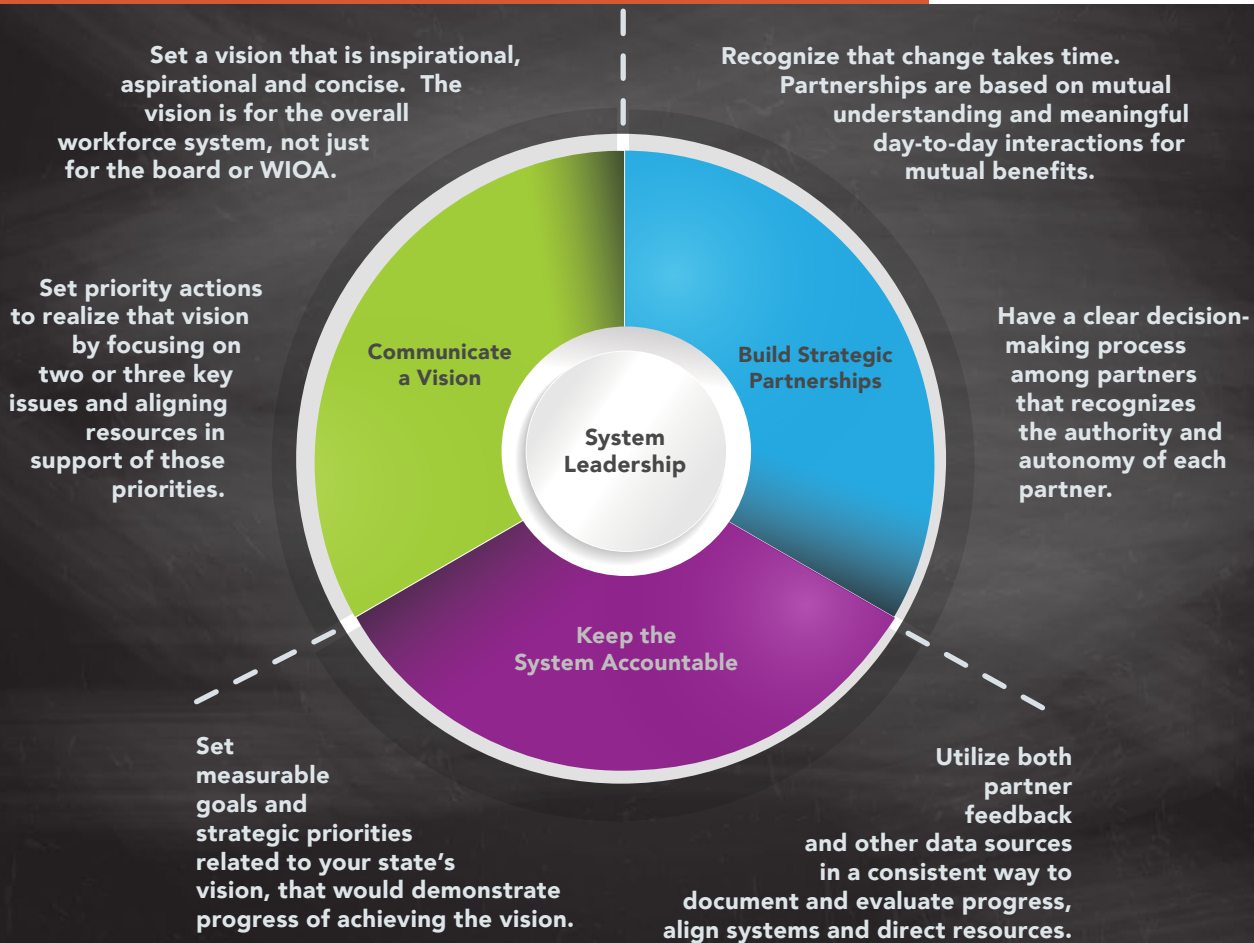 Set a vision that is inspirational,
aspirational and concise.  The
vision is for the overall
workforce system, not just
for the board or WIOA.
Recognize that change takes time.
Partnerships are based on mutual
understanding and meaningful
day-to-day interactions for
mutual benefits.
Set priority actions
to realize that vision
by focusing on
two or three key
issues and aligning
resources in
support of those
priorities.
Communicate
a Vision
Build Strategic
Partnerships
System
Leadership
Have a clear decision-
making process
among partners
that recognizes
the authority and
autonomy of each
partner.
Keep the
System Accountable
Set
measurable
goals and
strategic priorities
related to your state’s
vision, that would demonstrate
progress of achieving the vision.
Utilize both
partner
feedback
and other data sources
in a consistent way to
document and evaluate progress,
align systems and direct resources.